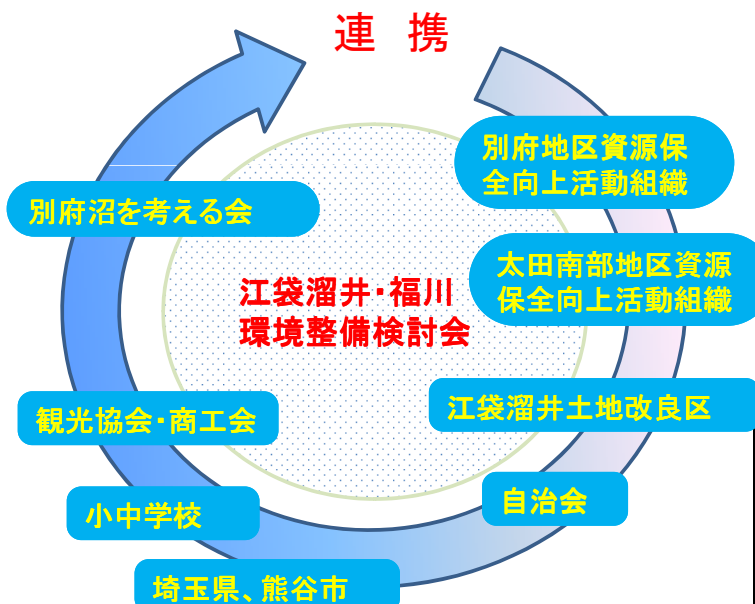 連 携
別府地区資源保
全向上活動組織
太田南部地区資源
保全向上活動組織
江袋溜井土地改良区
自治会
埼玉県、熊谷市
小中学校
観光協会・商工会
別府沼を考える会
江袋溜井・福川
環境整備検討会